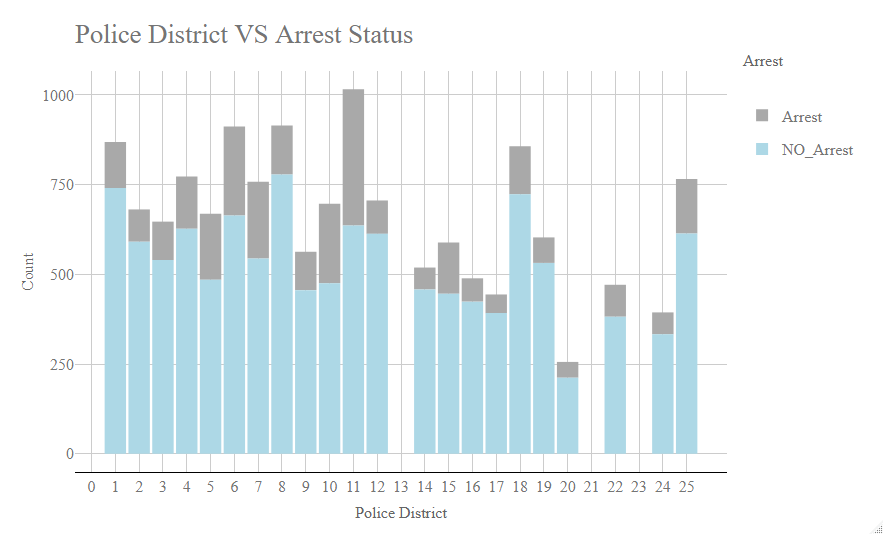 Police District VS Arrest Status
Arrest
Arrest
NO_Arrest
1000
750
500
250
0
Count
0 1 2 3 4 5 6 7 8 9 10 11 12 13 14 15 16 17 18 19 20 21 22 23 24 25
Police District